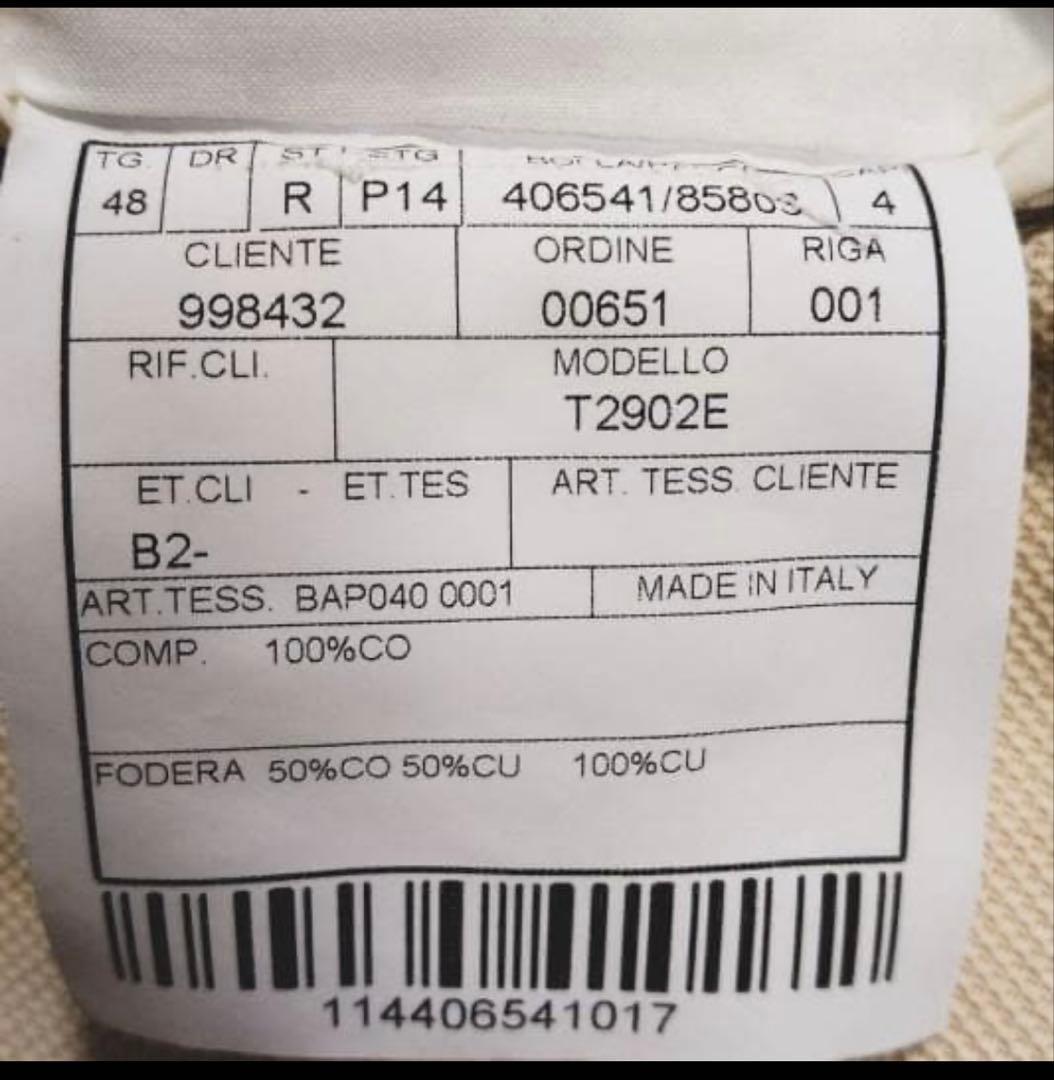 TG. DR ST ETG
48 R P14 4
CLIENTE ORDINE RIGA
998432 00651 001
RIF.CLI. MODELLO
T2902E
ET.CLI - ET.TES ART. TESS. CLIENTE
B2-
ART.TESS. BAP040 0001 MADE IN ITALY
COMP. 100%CO
FODERA 50%CO 50%CU 100%CU
114406541017